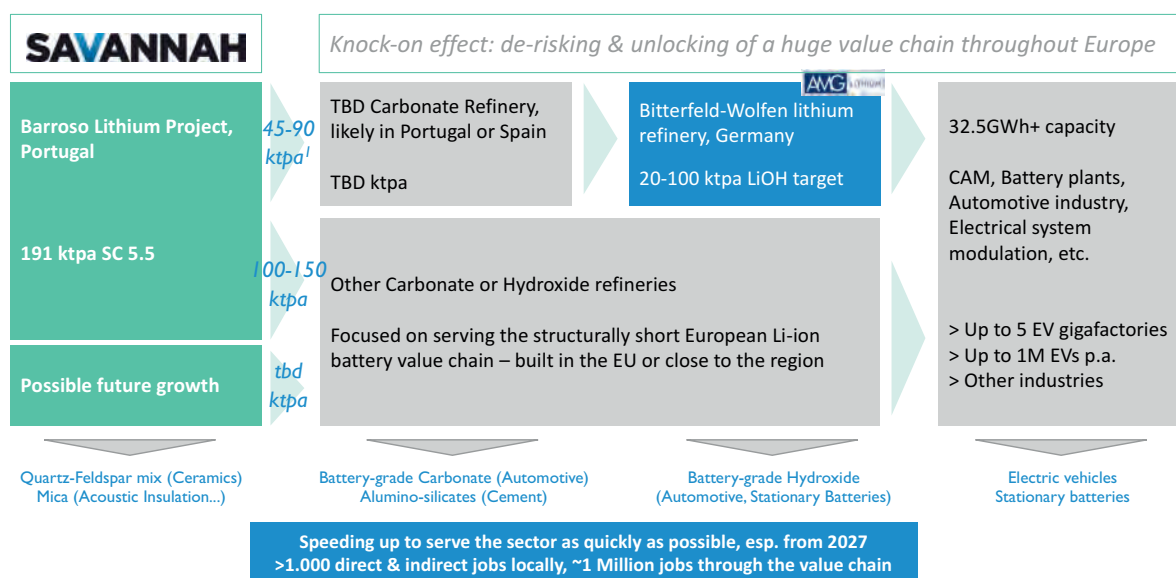 SAVANNAH
Knock-on effect: de-risking & unlocking of a huge value chain throughout Europe
Barroso Lithium Project,
Portugal
191 ktpa SC 5.5
Possible future growth
45-90
ktpa1
100-150
ktpa
tbd
ktpa
TBD Carbonate Refinery,
likely in Portugal or Spain
TBD ktpa
AMG LITHIUM
Bitterfeld-Wolfen lithium
refinery, Germany
20-100 ktpa LiOH target
Other Carbonate or Hydroxide refineries
Focused on serving the structurally short European Li-ion
battery value chain – built in the EU or close to the region
32.5GWh+ capacity
CAM, Battery plants,
Automotive industry,
Electrical system
modulation, etc.
> Up to 5 EV gigafactories
> Up to 1M EVs p.a.
> Other industries
Quartz-Feldspar mix (Ceramics)
Mica (Acoustic Insulation...)
Battery-grade Carbonate (Automotive)
Alumino-silicates (Cement)
Battery-grade Hydroxide
(Automotive, Stationary Batteries)
Electric vehicles
Stationary batteries
Speeding up to serve the sector as quickly as possible, esp. from 2027
>1.000 direct & indirect jobs locally, ~1 Million jobs through the value chain